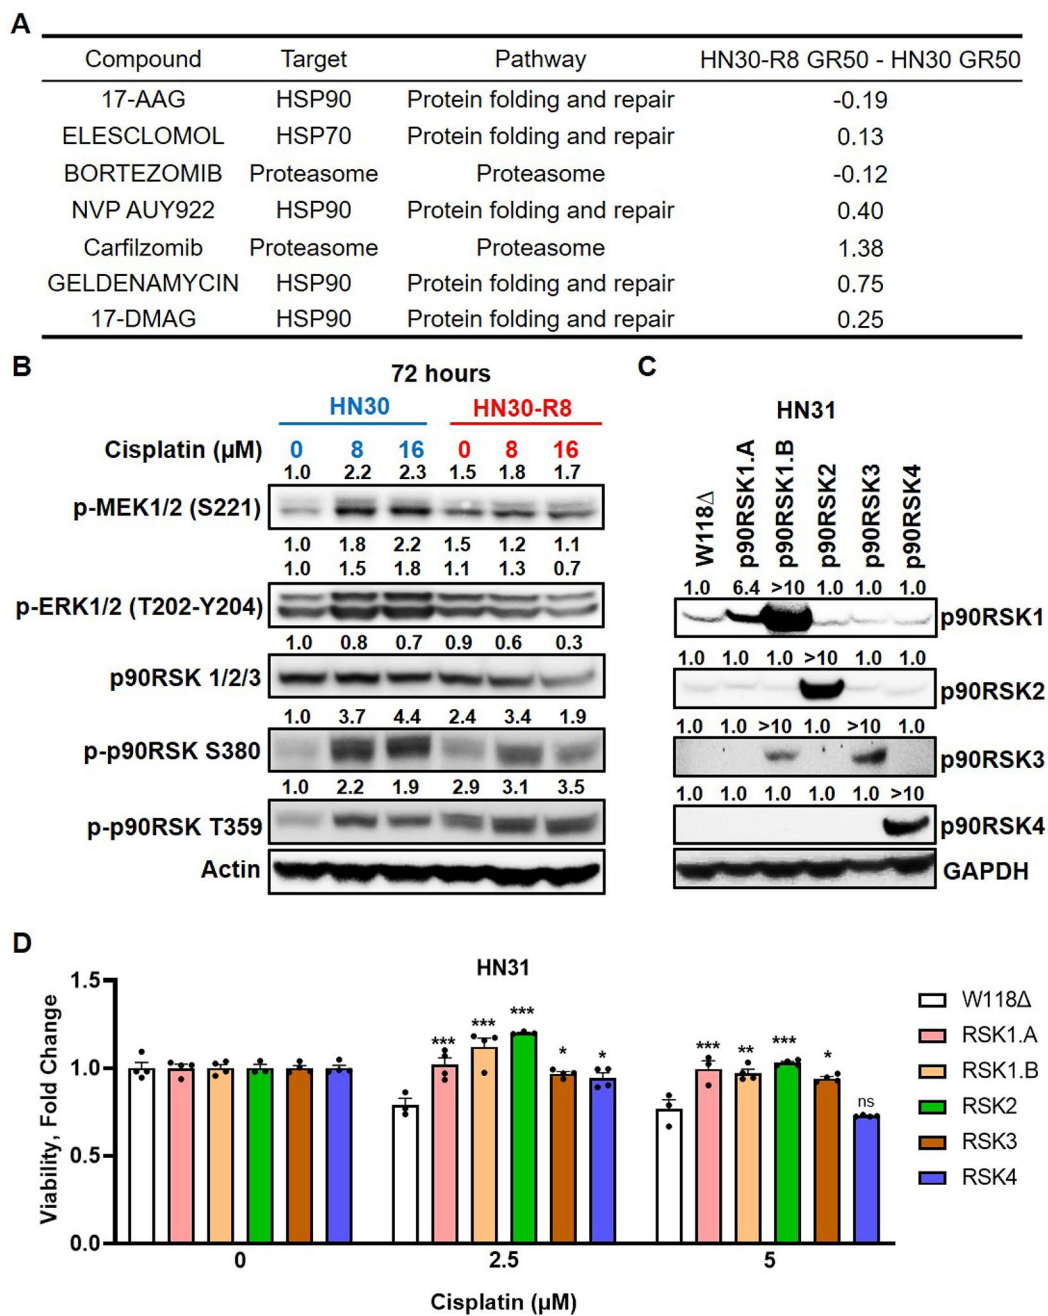 A
Compound Target Pathway HN30-R8 GR50 - HN30 GR50
17-AAG HSP90 Protein folding and repair -0.19
ELESCLOMOL HSP70 Protein folding and repair 0.13
BORTEZOMIB Proteasome Proteasome -0.12
NVP AUY922 HSP90 Protein folding and repair 0.40
Carfilzomib Proteasome Proteasome 1.38
GELDENAMYCIN HSP90 Protein folding and repair 0.75
17-DMAG HSP90 Protein folding and repair 0.25
B
72 hours
HN30 HN30-R8
Cisplatin (µM) 0 8 16 0 8 16
1.0 2.2 2.3 1.5 1.8 1.7
p-MEK1/2 (S221)
1.0 1.8 2.2 1.5 1.2 1.1
1.0 1.5 1.8 1.1 1.3 0.7
p-ERK1/2 (T202-Y204)
1.0 0.8 0.7 0.9 0.6 0.3
p90RSK 1/2/3
1.0 3.7 4.4 2.4 3.4 1.9
p-p90RSK S380
1.0 2.2 1.9 2.9 3.1 3.5
p-p90RSK T359
Actin
C
HN31
W118Δ p90RSK1.A p90RSK1.B p90RSK2 p90RSK3 p90RSK4
1.0 6.4 >10 1.0 1.0 1.0
p90RSK1
1.0 1.0 1.0 >10 1.0 1.0
p90RSK2
1.0 1.0 >10 1.0 >10 1.0
p90RSK3
1.0 1.0 1.0 1.0 1.0 >10
p90RSK4
GAPDH
D
HN31
Viability, Fold Change
1.5
1.0
0.5
0.0
*** *** *** * *
*** ** *** * ns
0 2.5 5
Cisplatin (µM)
W118Δ
RSK1.A
RSK1.B
RSK2
RSK3
RSK4